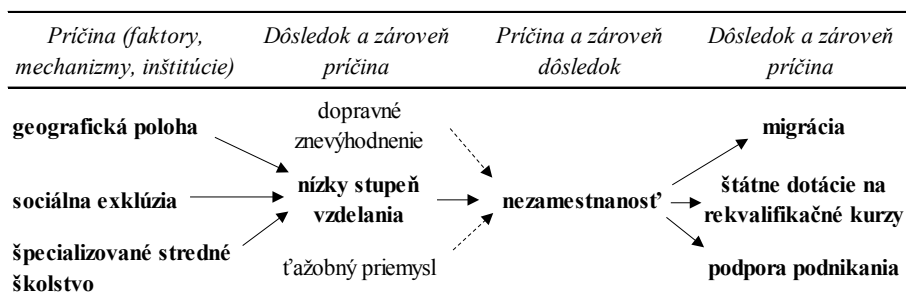 Príčina (faktory,
mechanizmy, inštitúcie)
Dôsledok a zároveň
príčina
Príčina a zároveň
dôsledok
Dôsledok a zároveň
príčina
geografická poloha
sociálna exklúzia
špecializované stredné
školstvo
dopravné
znevýhodnenie
nízky stupeň
vzdelania
ťažobný priemysl
nezamestnanosť
migrácia
štátne dotácie na
rekvalifikačné kurzy
podpora podnikania